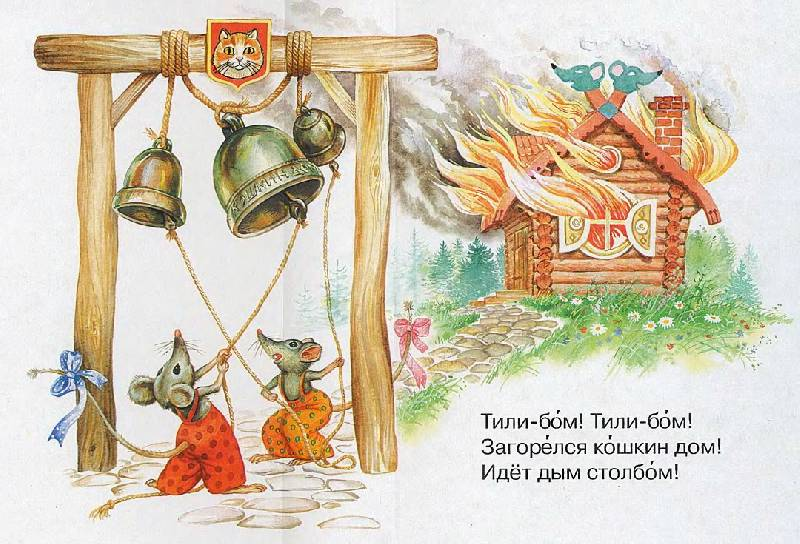 Тили-бо́м! Тили-бо́м!
Загоре́лся ко́шкин дом!
Идёт дым столбо́м!